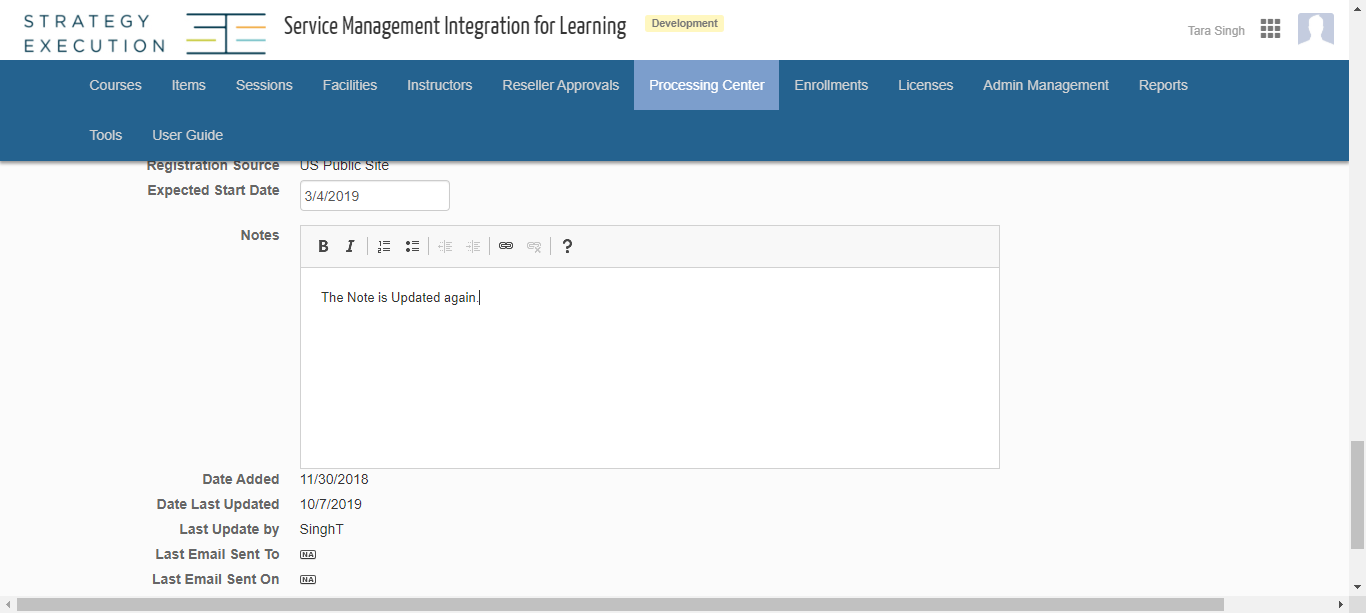 STRATEGY
EXECUTION
Service Management Integration for Learning
Development
Tara Singh
Courses Items Sessions Facilities Instructors Reseller Approvals Processing Center Enrollments Licenses Admin Management Reports
Tools User Guide
Registration Source US Public Site
Expected Start Date 3/4/2019
Notes
B I ?
The Note is Updated again.
Date Added 11/30/2018
Date Last Updated 10/7/2019
Last Update by SinghT
Last Email Sent To NA
Last Email Sent On NA